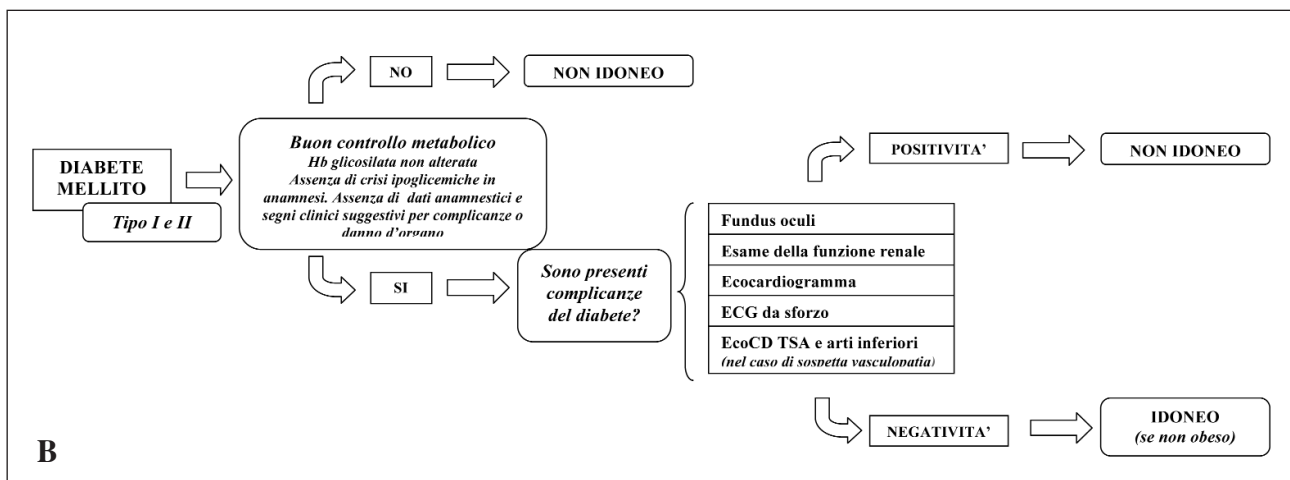 NO
NON IDONEO
DIABETE
MELLITO
Tipo I e II
Buon controllo metabolico
Hb glicosilata non alterata
Assenza di crisi ipoglicemiche in
anamnesi. Assenza di dati anamnestici e
segni clinici suggestivi per complicanze o
danno d'organo
SI
Sono presenti
complicanze
del diabete?
POSITIVITA'
NON IDONEO
Fundus oculi
Esame della funzione renale
Ecocardiogramma
ECG da sforzo
EcoCD TSA e arti inferiori
(nel caso di sospetta vasculopatia)
NEGATIVITA'
IDONEO
(se non obeso)
B